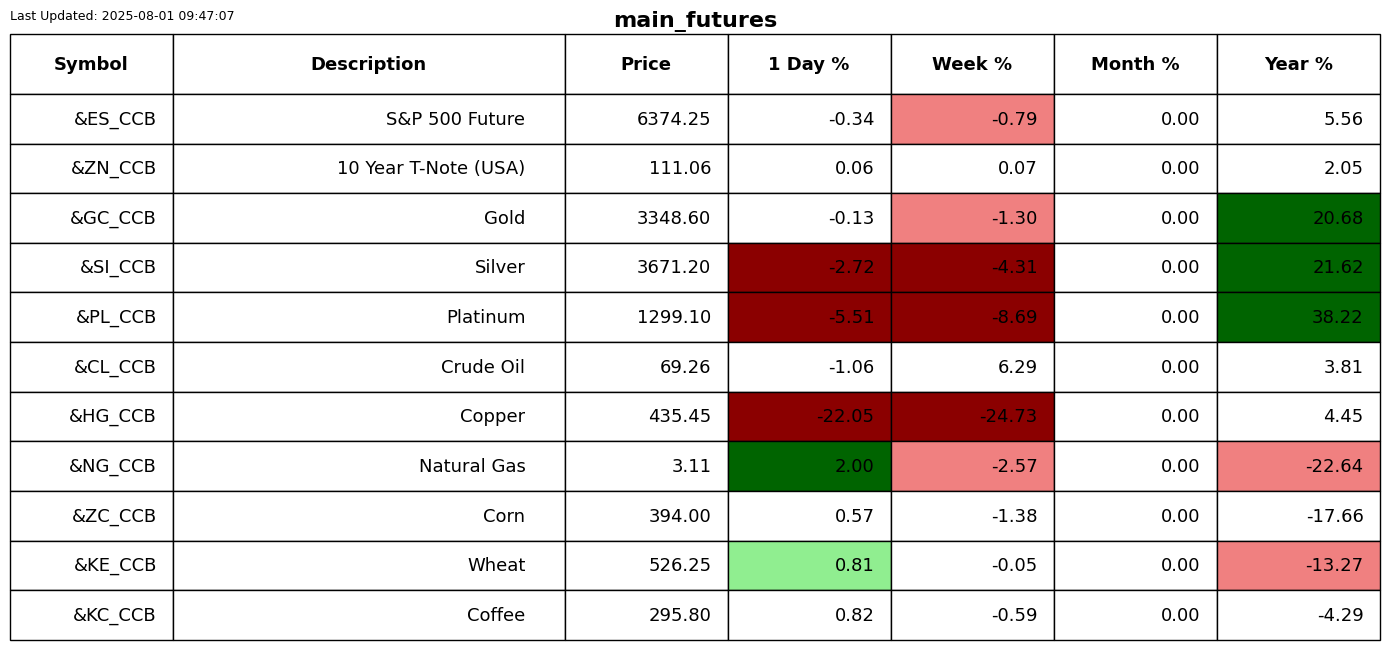 Last Updated: 2025-08-01 09:47:07
main_futures
Symbol Description Price 1 Day % Week % Month % Year %
&ES_CCB S&P 500 Future 6374.25 -0.34 -0.79 0.00 5.56
&ZN_CCB 10 Year T-Note (USA) 111.06 0.06 0.07 0.00 2.05
&GC_CCB Gold 3348.60 -0.13 -1.30 0.00 20.68
&SI_CCB Silver 3671.20 -2.72 -4.31 0.00 21.62
&PL_CCB Platinum 1299.10 -5.51 -8.69 0.00 38.22
&CL_CCB Crude Oil 69.26 -1.06 6.29 0.00 3.81
&HG_CCB Copper 435.45 -22.05 -24.73 0.00 4.45
&NG_CCB Natural Gas 3.11 2.00 -2.57 0.00 -22.64
&ZC_CCB Corn 394.00 0.57 -1.38 0.00 -17.66
&KE_CCB Wheat 526.25 0.81 -0.05 0.00 -13.27
&KC_CCB Coffee 295.80 0.82 -0.59 0.00 -4.29